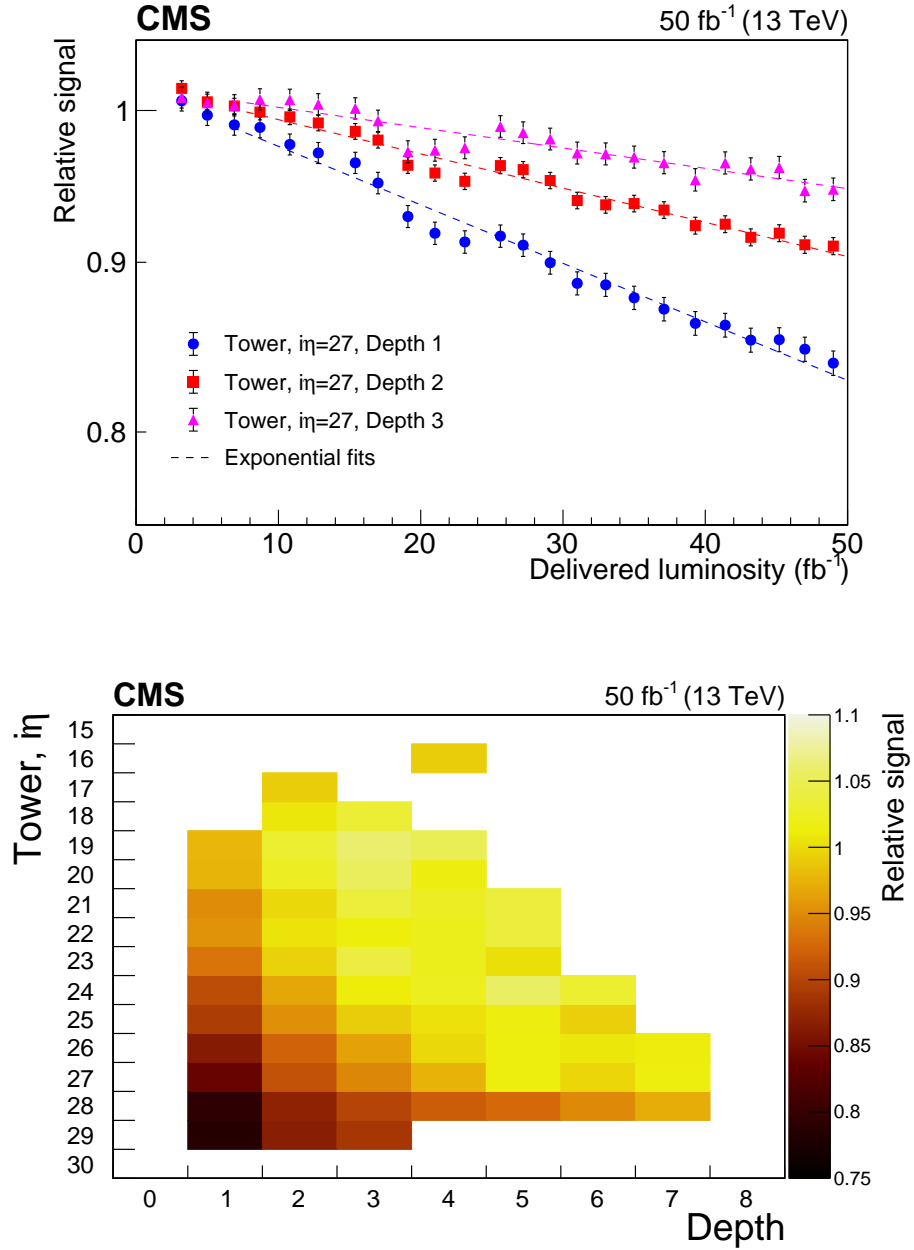 CMS 50 fb⁻¹ (13 TeV)
Relative signal
1
0.9
0.8
Tower, iη=27, Depth 1
Tower, iη=27, Depth 2
Tower, iη=27, Depth 3
Exponential fits
0 10 20 30 40 50
Delivered luminosity (fb⁻¹)
CMS 50 fb⁻¹ (13 TeV)
Tower, iη
15
16
17
18
19
20
21
22
23
24
25
26
27
28
29
30
0 1 2 3 4 5 6 7 8
Depth
1.1
1.05
1
0.95
0.9
0.85
0.8
0.75
Relative signal